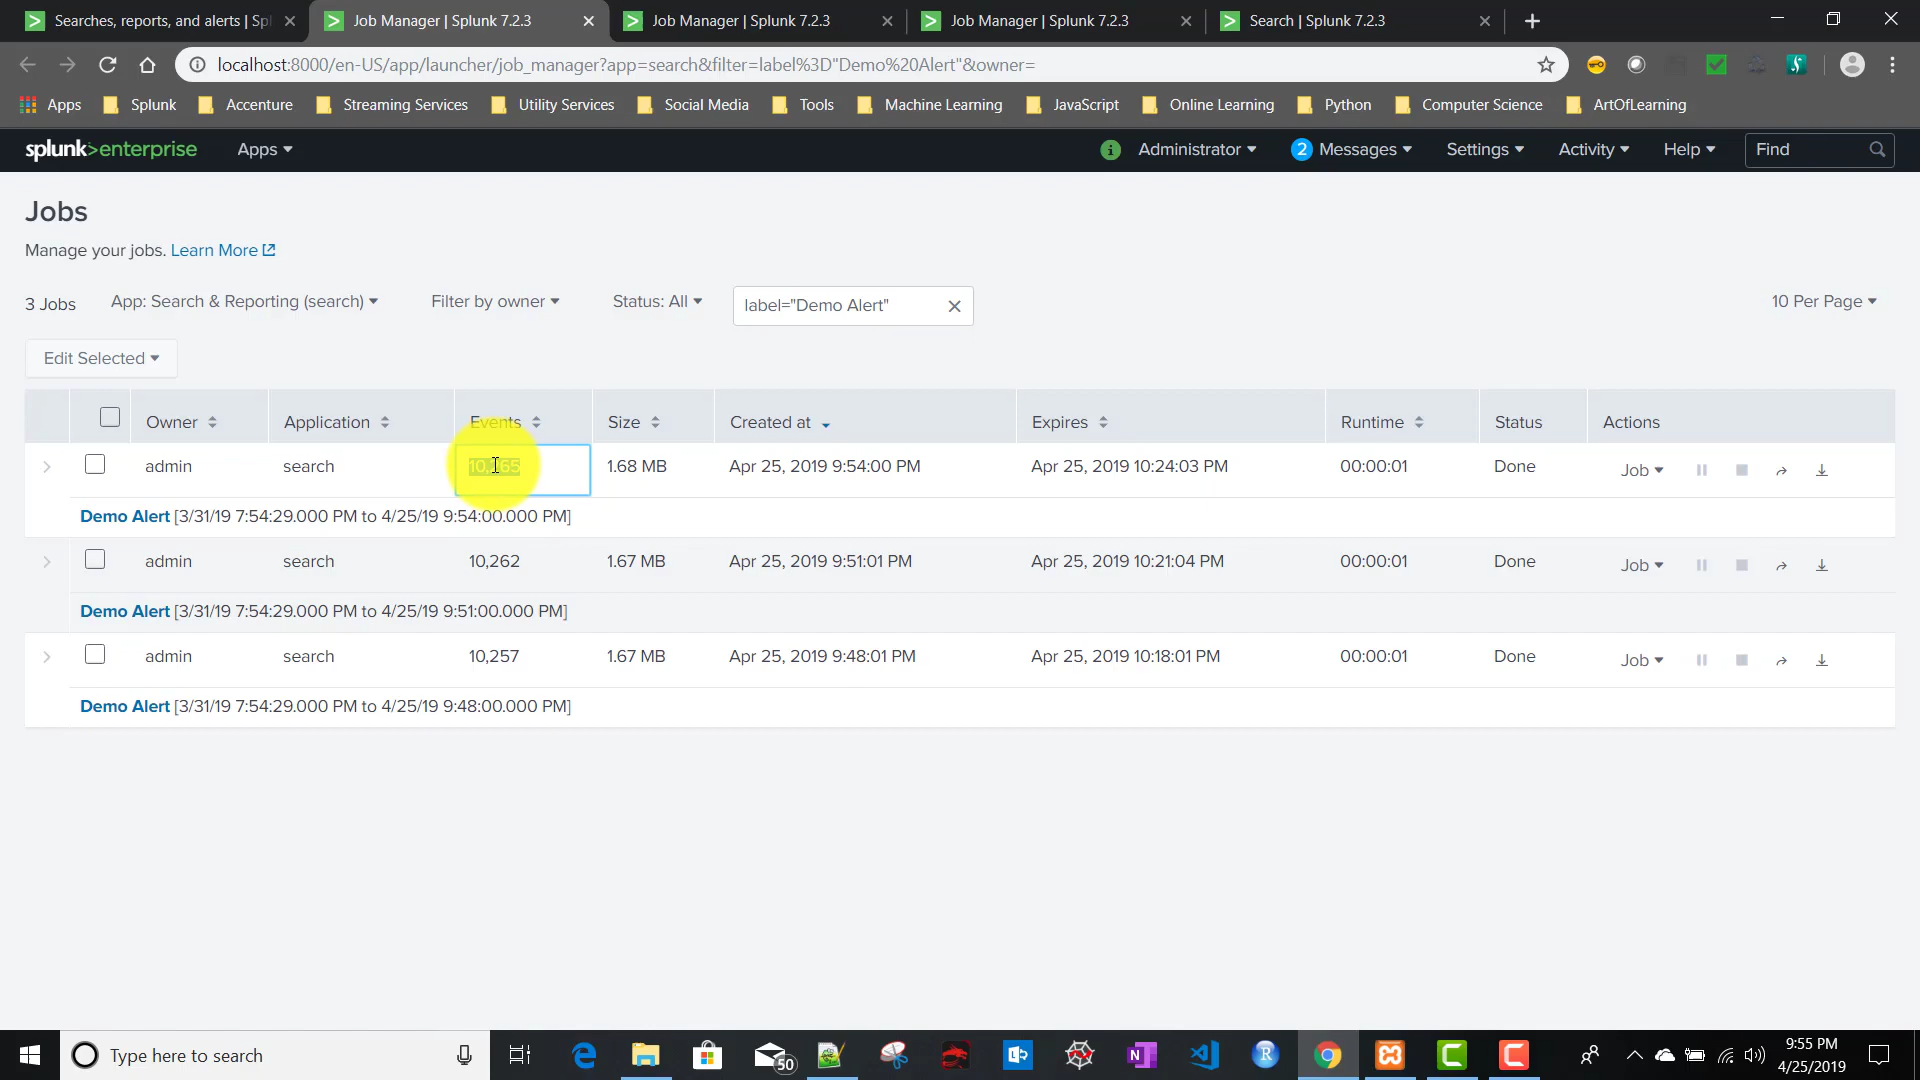 Searches, reports, and alerts | Spl
Job Manager | Splunk 7.2.3
Job Manager | Splunk 7.2.3
Job Manager | Splunk 7.2.3
Search | Splunk 7.2.3
localhost:8000/en-US/app/launcher/job_manager?app=search&filter=label%3D"Demo%20Alert"&owner=
Apps Splunk Accenture Streaming Services Utility Services Social Media Tools Machine Learning JavaScript Online Learning Python Computer Science ArtOfLearning
splunk>enterprise Apps Administrator 2 Messages Settings Activity Help Find
Jobs
Manage your jobs. Learn More
3 Jobs App: Search & Reporting (search) Filter by owner Status: All label="Demo Alert" 10 Per Page
Edit Selected
Owner Application Events Size Created at Expires Runtime Status Actions
admin search 10,265 1.68 MB Apr 25, 2019 9:54:00 PM Apr 25, 2019 10:24:03 PM 00:00:01 Done Job
Demo Alert [3/31/19 7:54:29.000 PM to 4/25/19 9:54:00.000 PM]
admin search 10,262 1.67 MB Apr 25, 2019 9:51:01 PM Apr 25, 2019 10:21:04 PM 00:00:01 Done Job
Demo Alert [3/31/19 7:54:29.000 PM to 4/25/19 9:51:00.000 PM]
admin search 10,257 1.67 MB Apr 25, 2019 9:48:01 PM Apr 25, 2019 10:18:01 PM 00:00:01 Done Job
Demo Alert [3/31/19 7:54:29.000 PM to 4/25/19 9:48:00.000 PM]
Type here to search
50
9:55 PM
4/25/2019